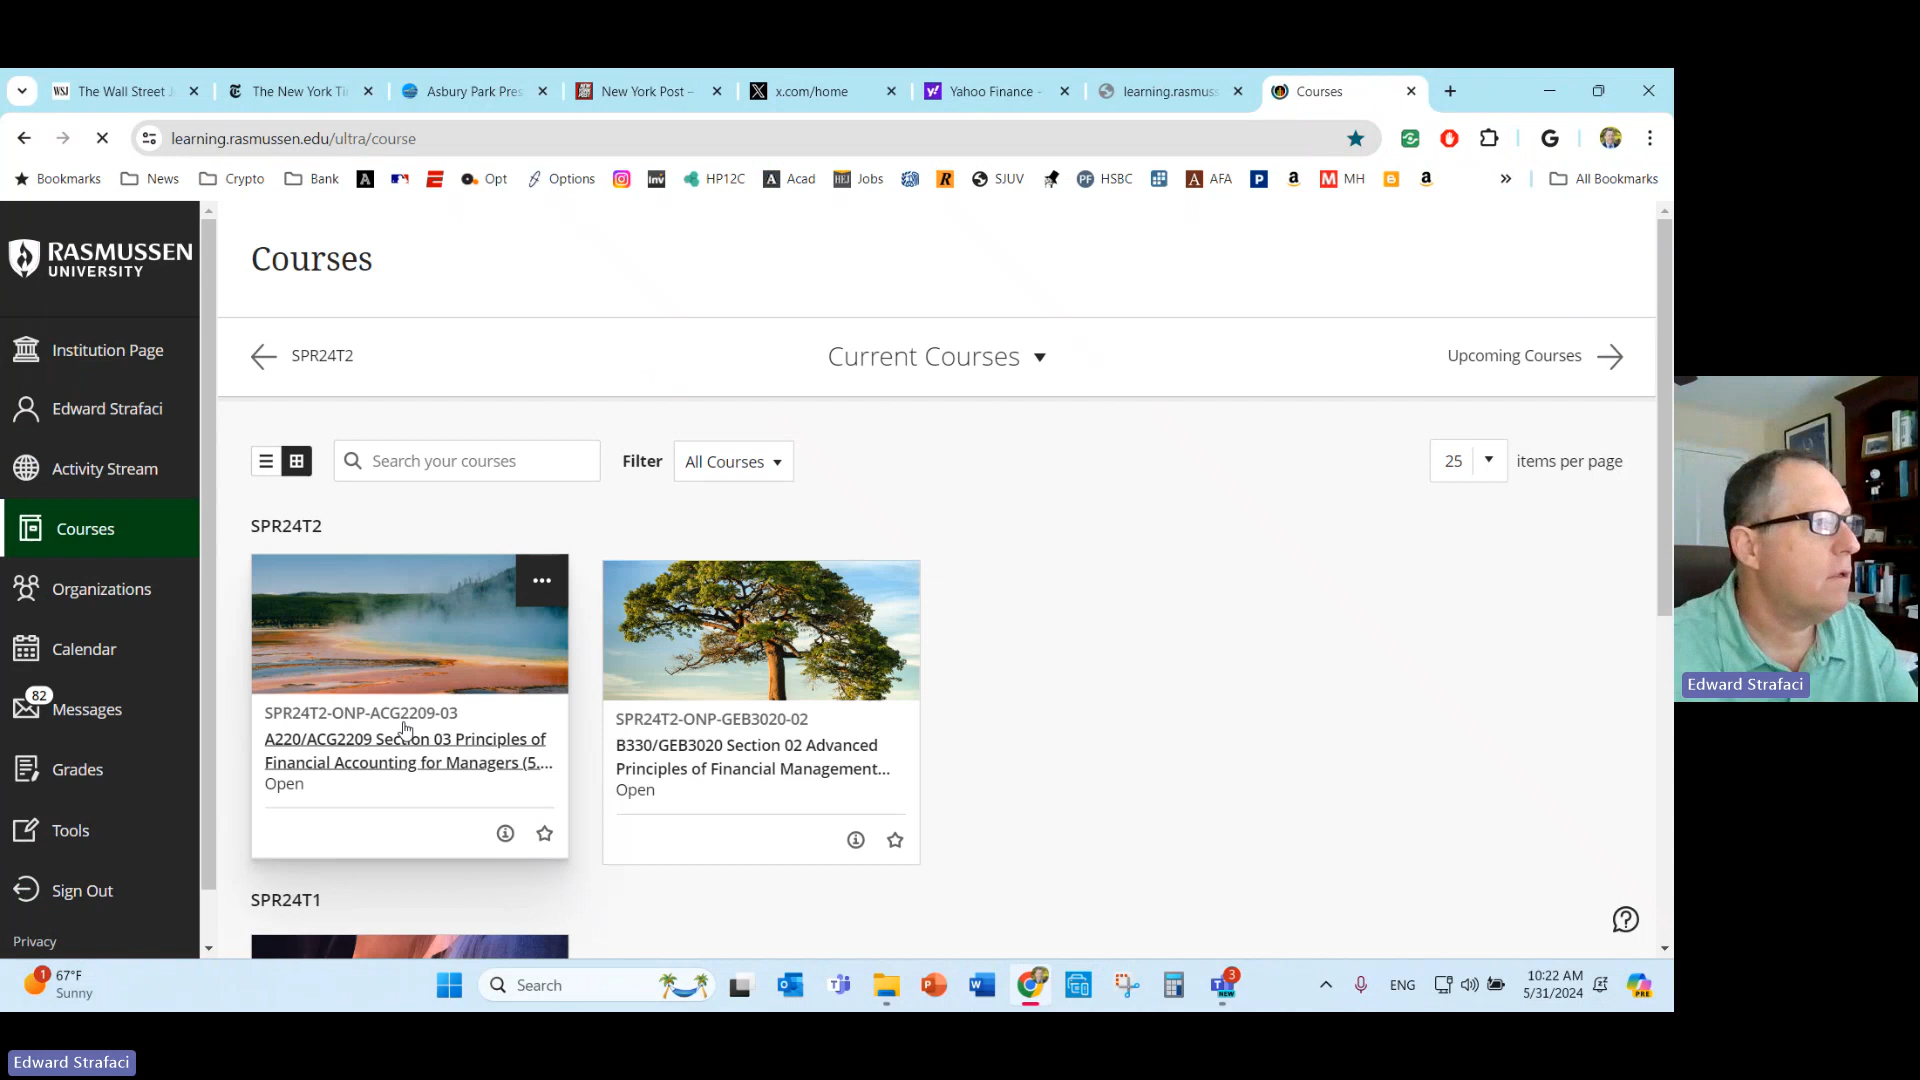 The Wall Street J
The New York Ti
Asbury Park Pres
New York Post –
x.com/home
Yahoo Finance -
learning.rasmuss
Courses
learning.rasmussen.edu/ultra/course
Bookmarks
News
Crypto
Bank
Opt
Options
HP12C
Acad
Jobs
SJUV
HSBC
AFA
MH
All Bookmarks
RASMUSSEN
UNIVERSITY
Institution Page
Edward Strafaci
Activity Stream
Courses
Organizations
Calendar
82
Messages
Grades
Tools
Sign Out
Privacy
Courses
SPR24T2
Current Courses
Upcoming Courses
Search your courses
Filter
All Courses
25
items per page
SPR24T2
SPR24T2-ONP-ACG2209-03
A220/ACG2209 Section 03 Principles of
Financial Accounting for Managers (5....
Open
SPR24T2-ONP-GEB3020-02
B330/GEB3020 Section 02 Advanced
Principles of Financial Management...
Open
SPR24T1
Edward Strafaci
1
67°F
Sunny
Search
3
NEW
ENG
10:22 AM
5/31/2024
PRE
Edward Strafaci